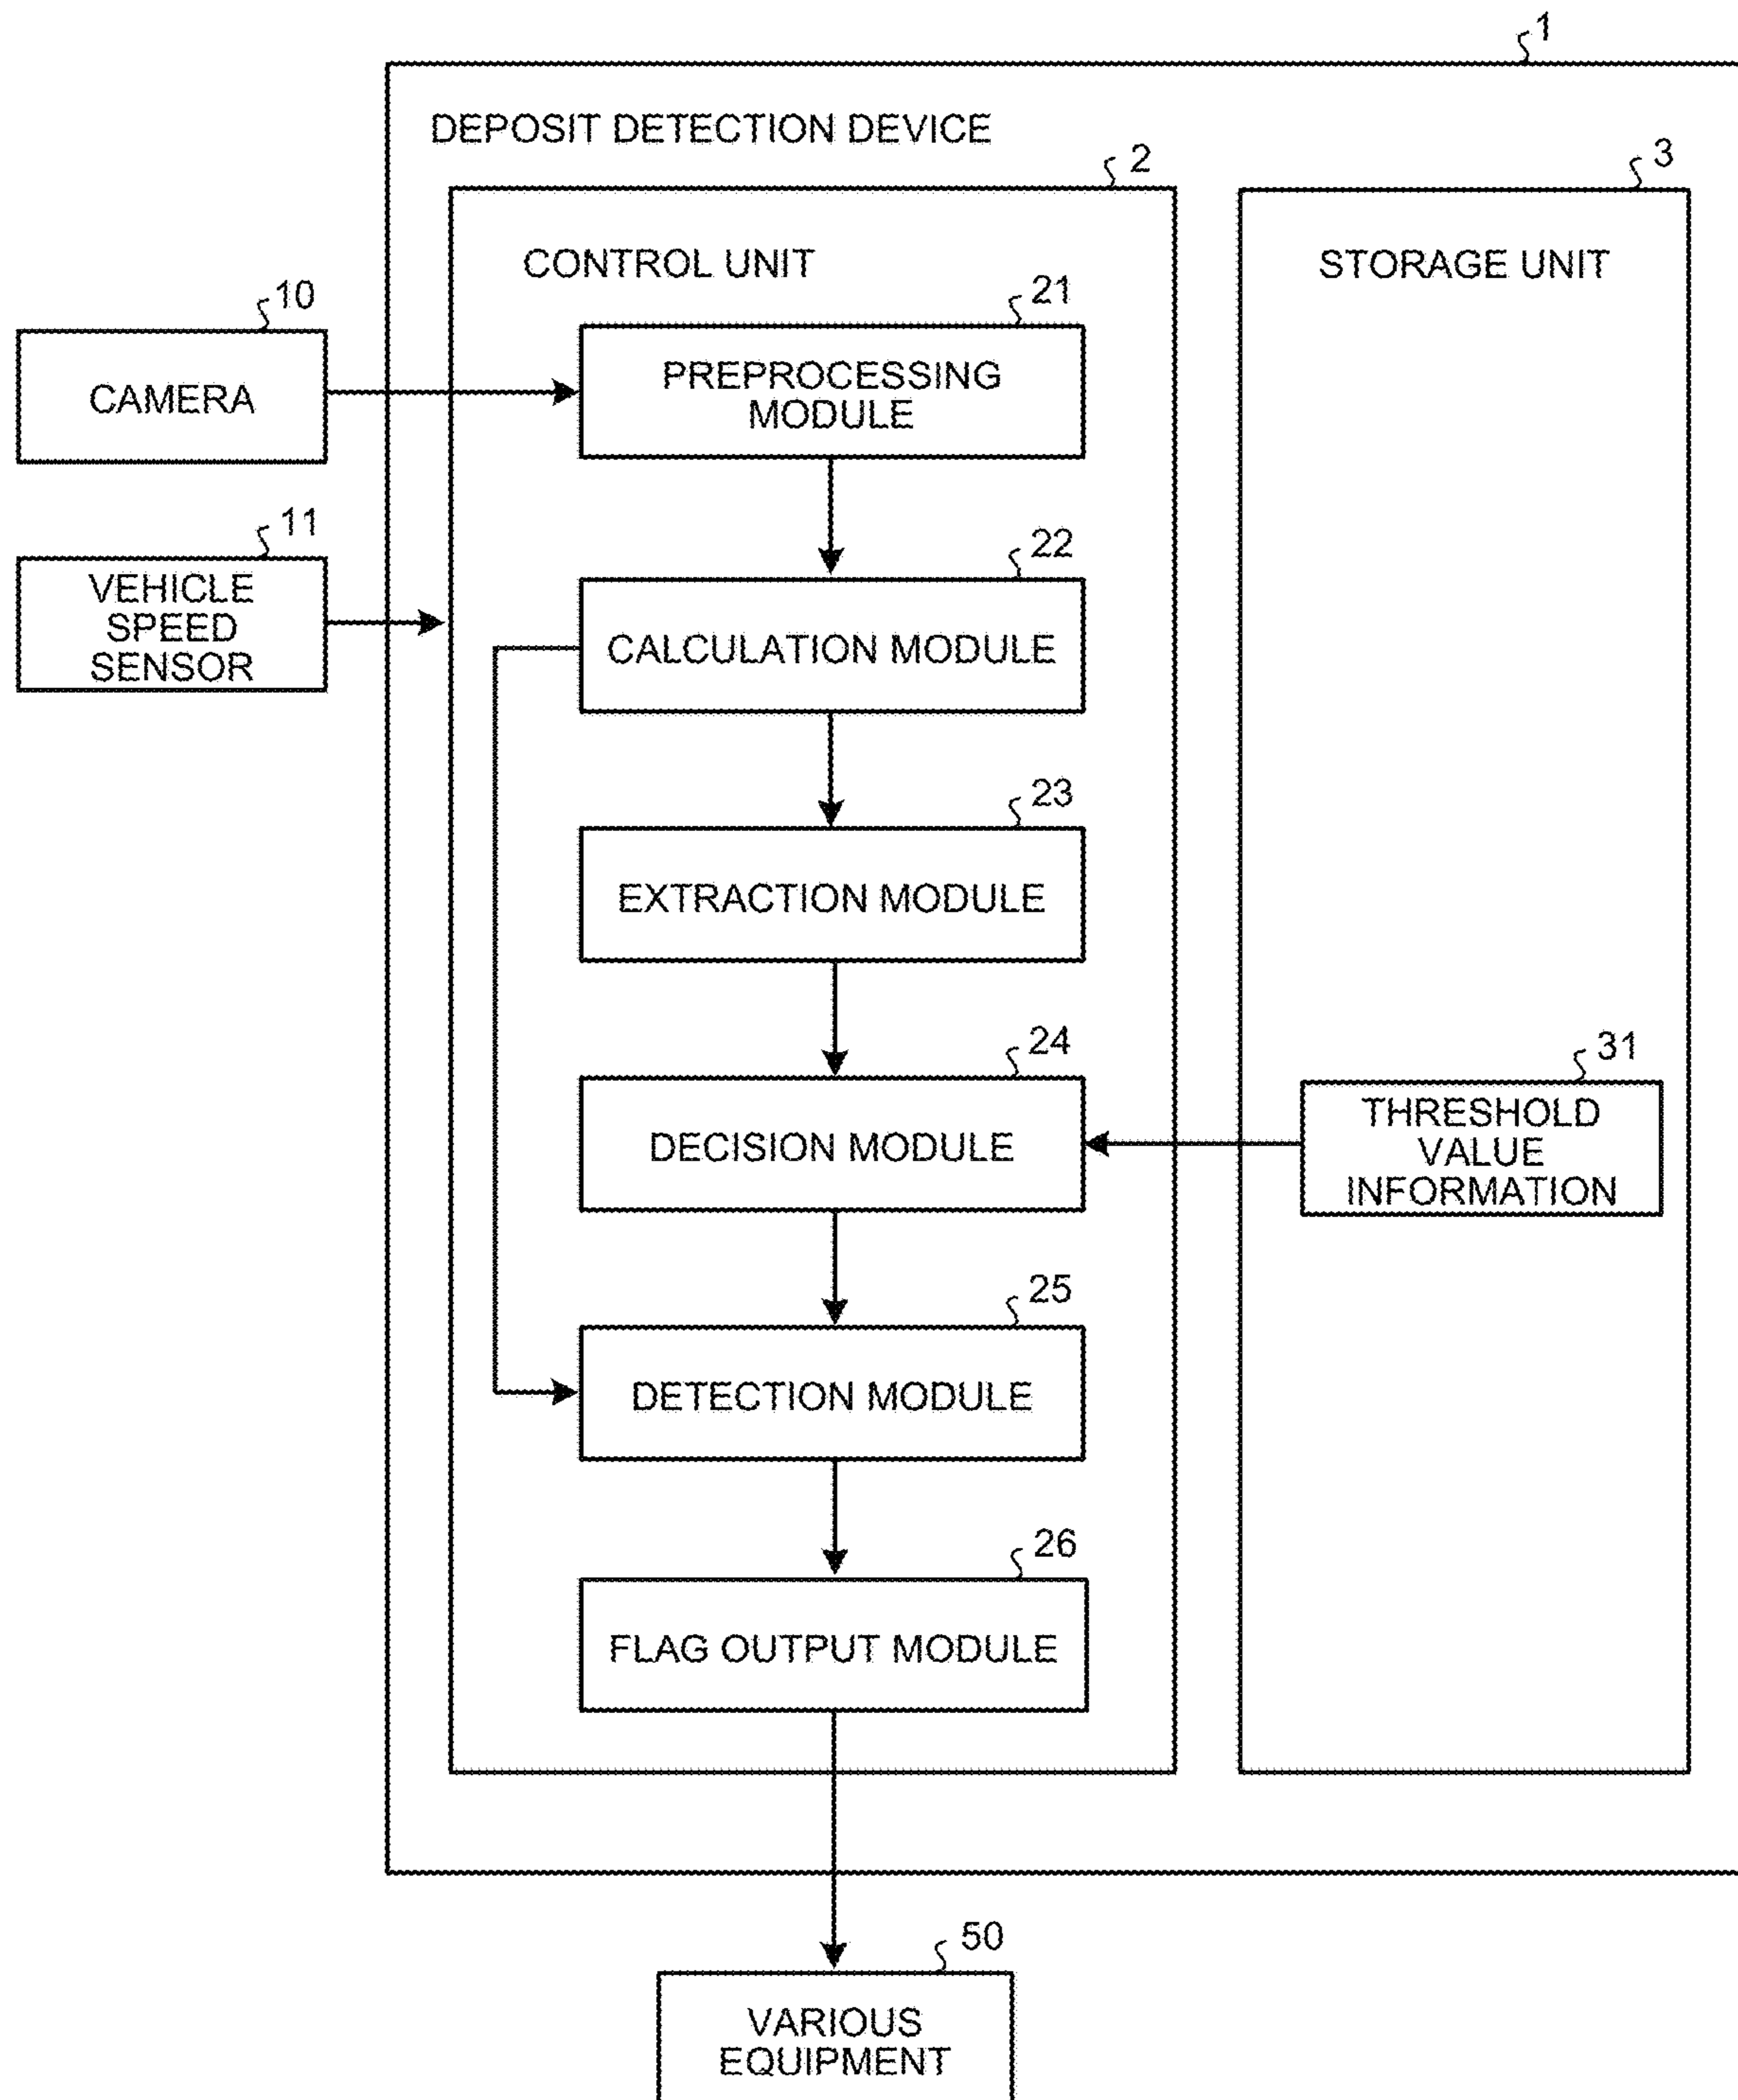 1
DEPOSIT DETECTION DEVICE
2
3
CONTROL UNIT
STORAGE UNIT
10
CAMERA
21
PREPROCESSING
MODULE
11
VEHICLE
SPEED
SENSOR
22
CALCULATION MODULE
23
EXTRACTION MODULE
24
DECISION MODULE
31
THRESHOLD
VALUE
INFORMATION
25
DETECTION MODULE
26
FLAG OUTPUT MODULE
50
VARIOUS
EQUIPMENT